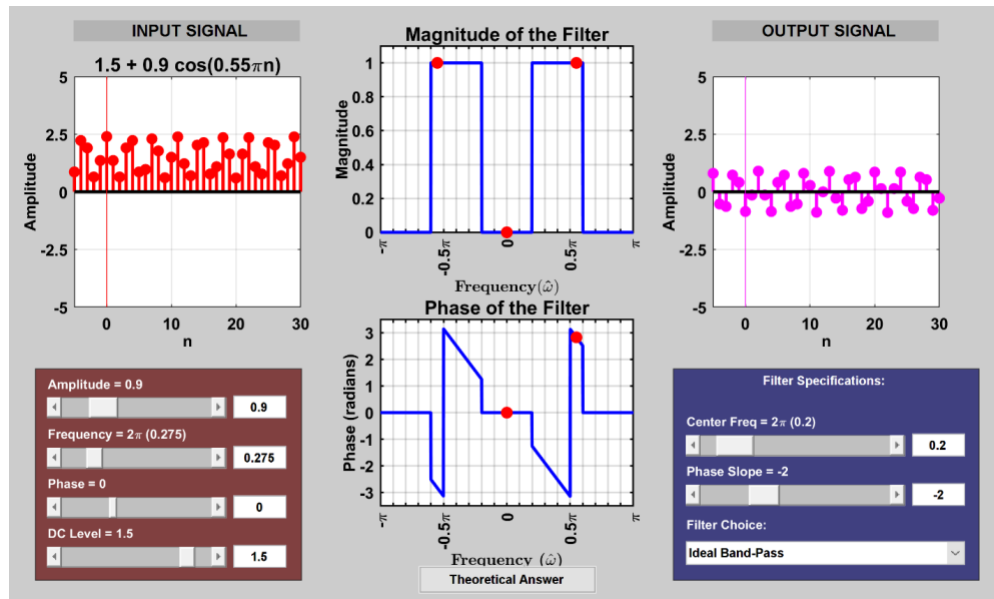 INPUT SIGNAL
1.5 + 0.9 cos(0.55πn)
5
2.5
0
-2.5
-5
Amplitude
0
10
20
30
n
Amplitude = 0.9
0.9
Frequency = 2π (0.275)
0.275
Phase = 0
0
DC Level = 1.5
1.5
Magnitude of the Filter
1
0.8
0.6
0.4
0.2
0
Magnitude
-π
-0.5π
0
0.5π
π
Frequency(ω̂)
Phase of the Filter
3
2
1
0
-1
-2
-3
Phase (radians)
-π
-0.5π
0
0.5π
π
Frequency (ω̂)
Theoretical Answer
OUTPUT SIGNAL
5
2.5
0
-2.5
-5
Amplitude
0
10
20
30
n
Filter Specifications:
Center Freq = 2π (0.2)
0.2
Phase Slope = -2
-2
Filter Choice:
Ideal Band-Pass